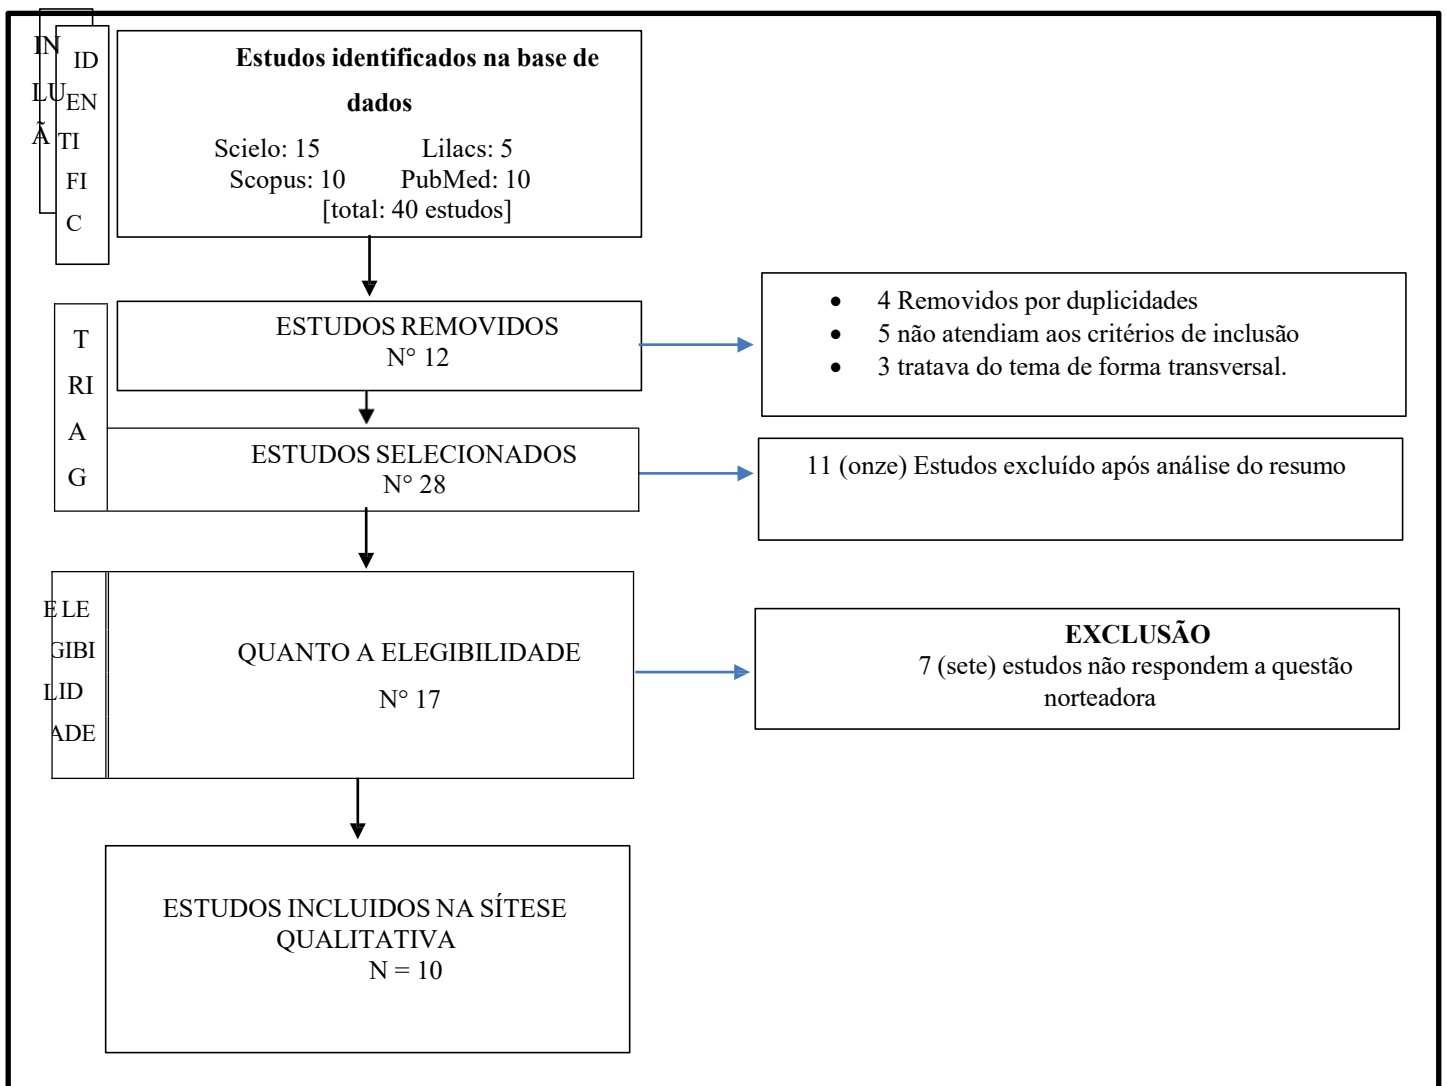 IN
LU
Ã
ID
EN
TI
FI
C
Estudos identificados na base de
dados
Scielo: 15 Lilacs: 5
Scopus: 10 PubMed: 10
[total: 40 estudos]
T
RI
A
G
ESTUDOS REMOVIDOS
N° 12
• 4 Removidos por duplicidades
• 5 não atendiam aos critérios de inclusão
• 3 tratava do tema de forma transversal.
ESTUDOS SELECIONADOS
N° 28
11 (onze) Estudos excluído após análise do resumo
E LE
GIBI
LID
ADE
QUANTO A ELEGIBILIDADE
N° 17
EXCLUSÃO
7 (sete) estudos não respondem a questão
norteadora
ESTUDOS INCLUIDOS NA SÍTESE
QUALITATIVA
N = 10